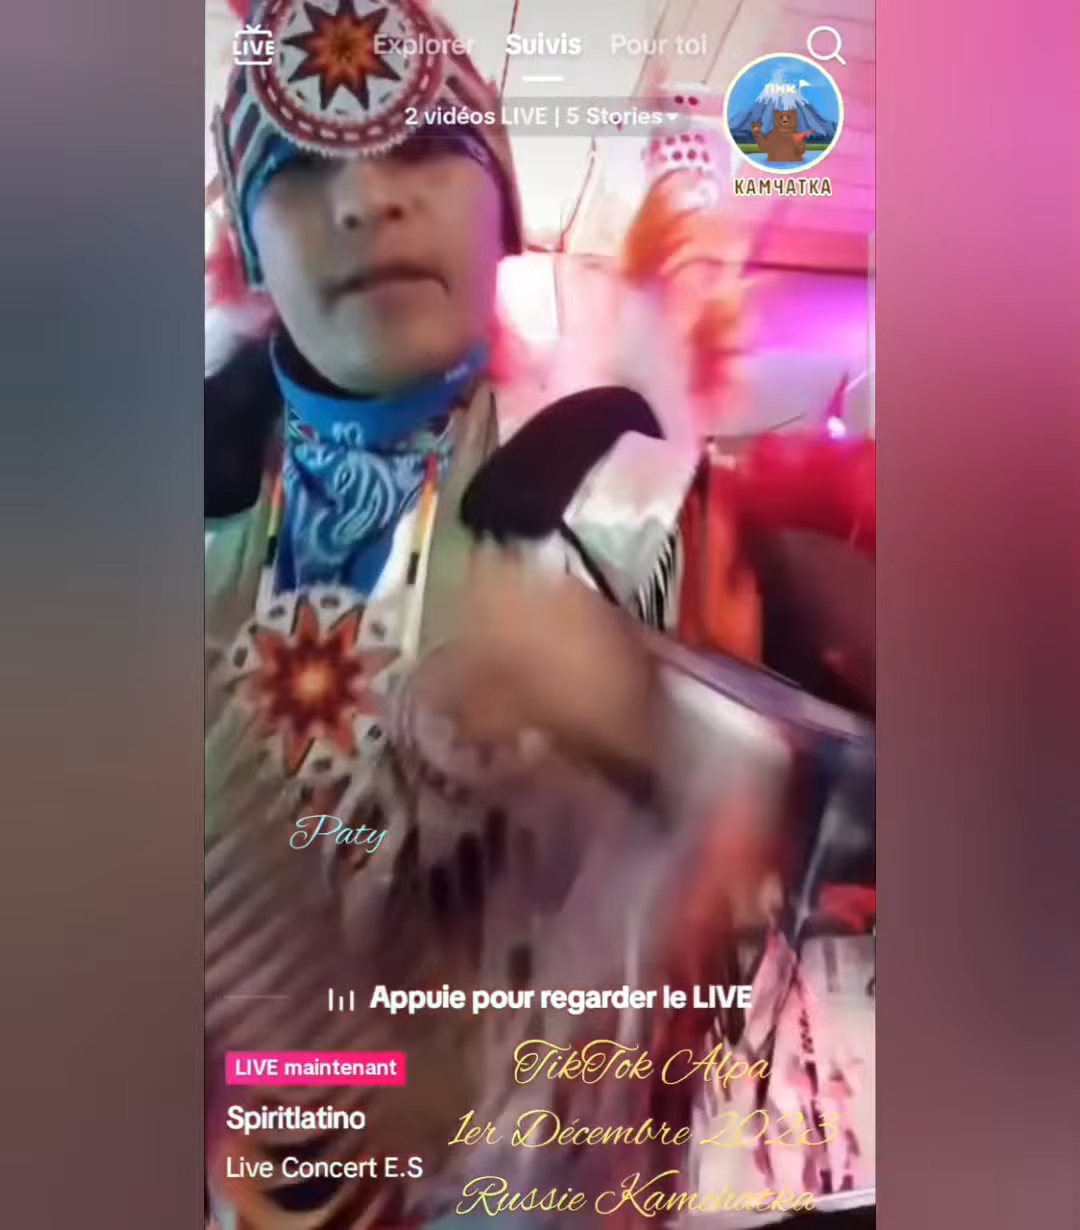 LIVE
Explorer Suivis Pour toi
2 vidéos LIVE | 5 Stories
ПНК
КАМЧАТКА
Paty
Appuie pour regarder le LIVE
LIVE maintenant
TikTok Alpa
Spiritlatino
1er Décembre 2023
Live Concert E.S
Russie Kamchatka